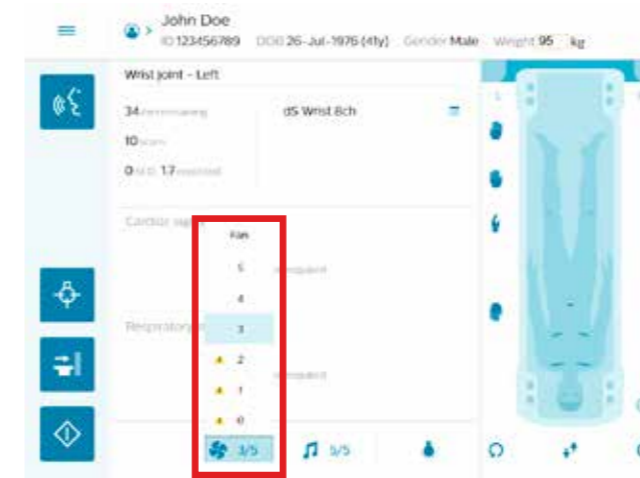 John Doe
ID 123456789 DOB 26-Jul-1976 (41y) Gender Male Weight 95 kg
Wrist joint - Left
34 dS Wrist 8ch
10
0 17
Fan
5
4
3
2
1
0
3/5 5/5